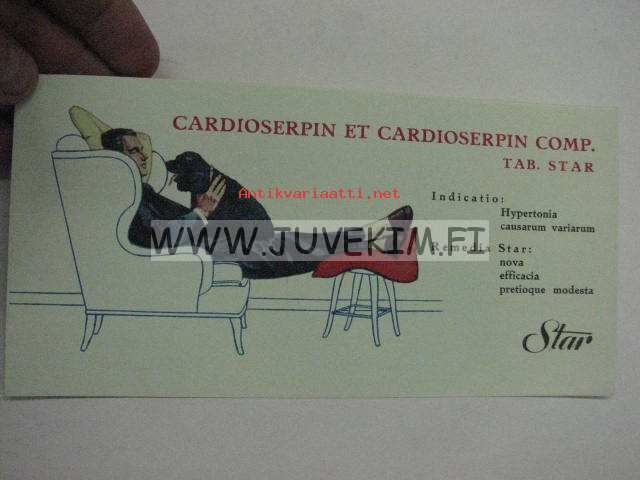 CARDIOSERPIN ET CARDIOSERPIN COMP.
TAB. STAR
Antikvariaatti.net
Indicatio:
Hypertonia
causarum variarum
WWW.JUVEKIM.FI
Remedia Star:
nova
efficacia
pretioque modesta
Star